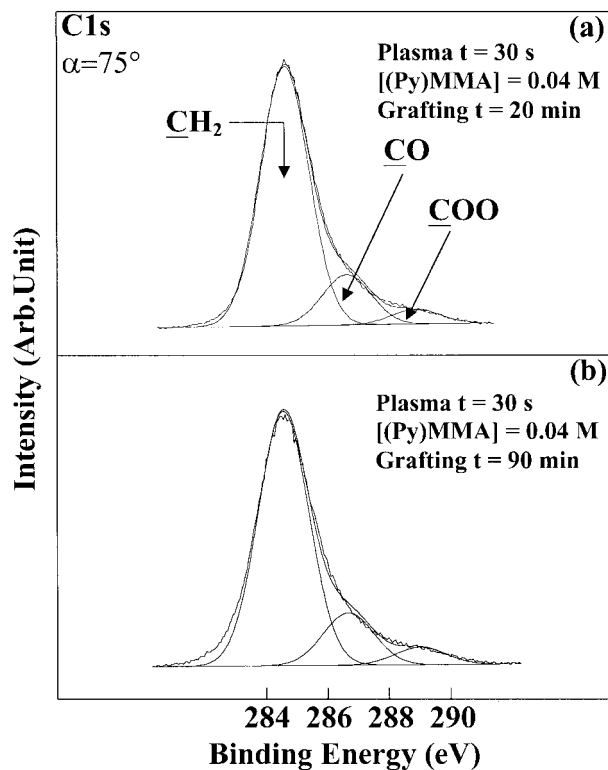 C1s
α=75°
(a)
Plasma t = 30 s
[(Py)MMA] = 0.04 M
Grafting t = 20 min
CH₂
CO
COO
(b)
Plasma t = 30 s
[(Py)MMA] = 0.04 M
Grafting t = 90 min
Intensity (Arb.Unit)
284 286 288 290
Binding Energy (eV)